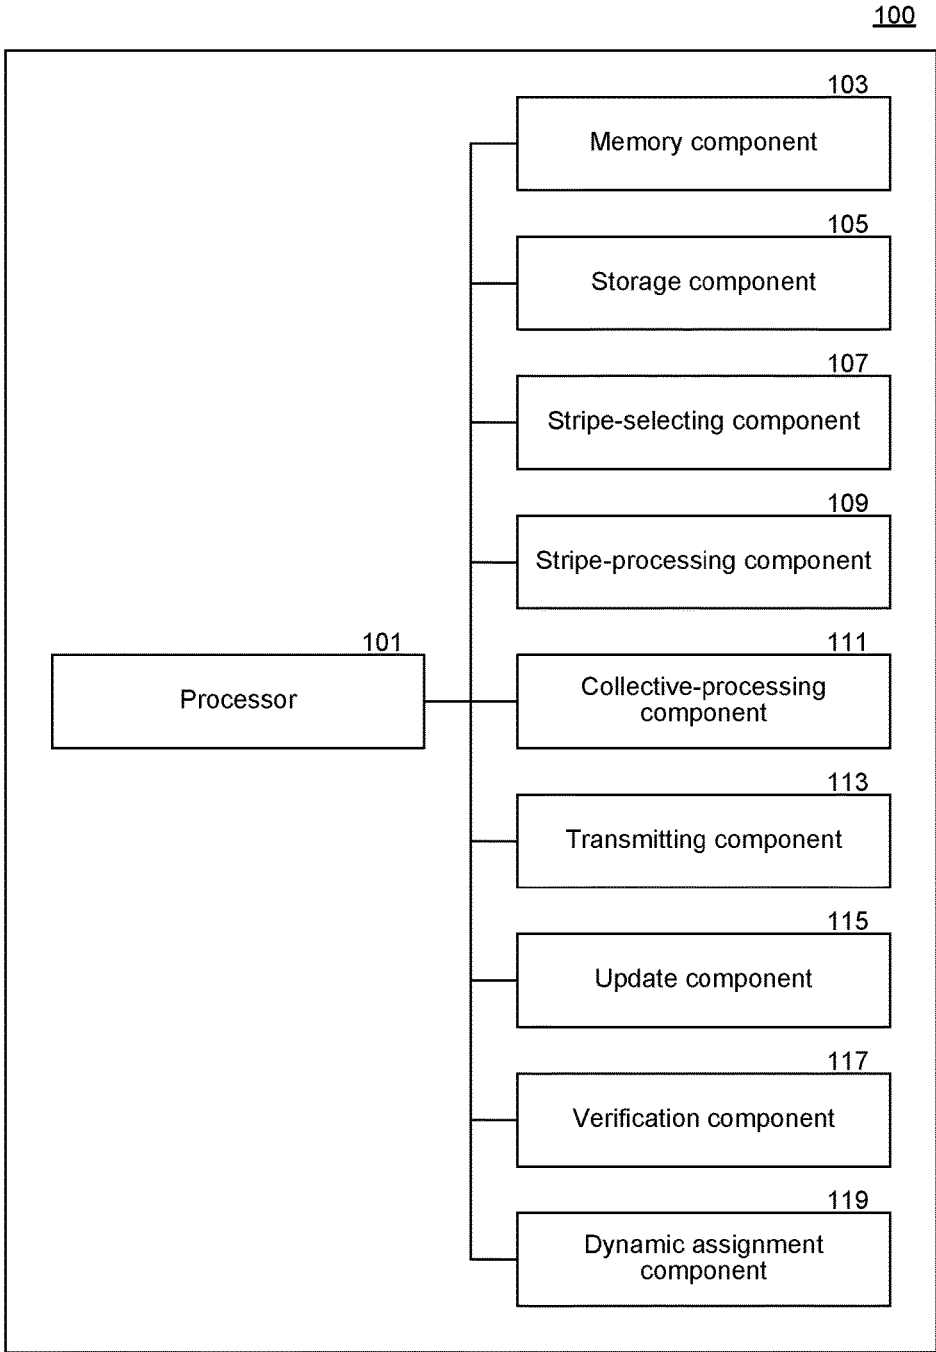 100
103
Memory component
105
Storage component
107
Stripe-selecting component
109
Stripe-processing component
101
Processor
111
Collective-processing
component
113
Transmitting component
115
Update component
117
Verification component
119
Dynamic assignment
component